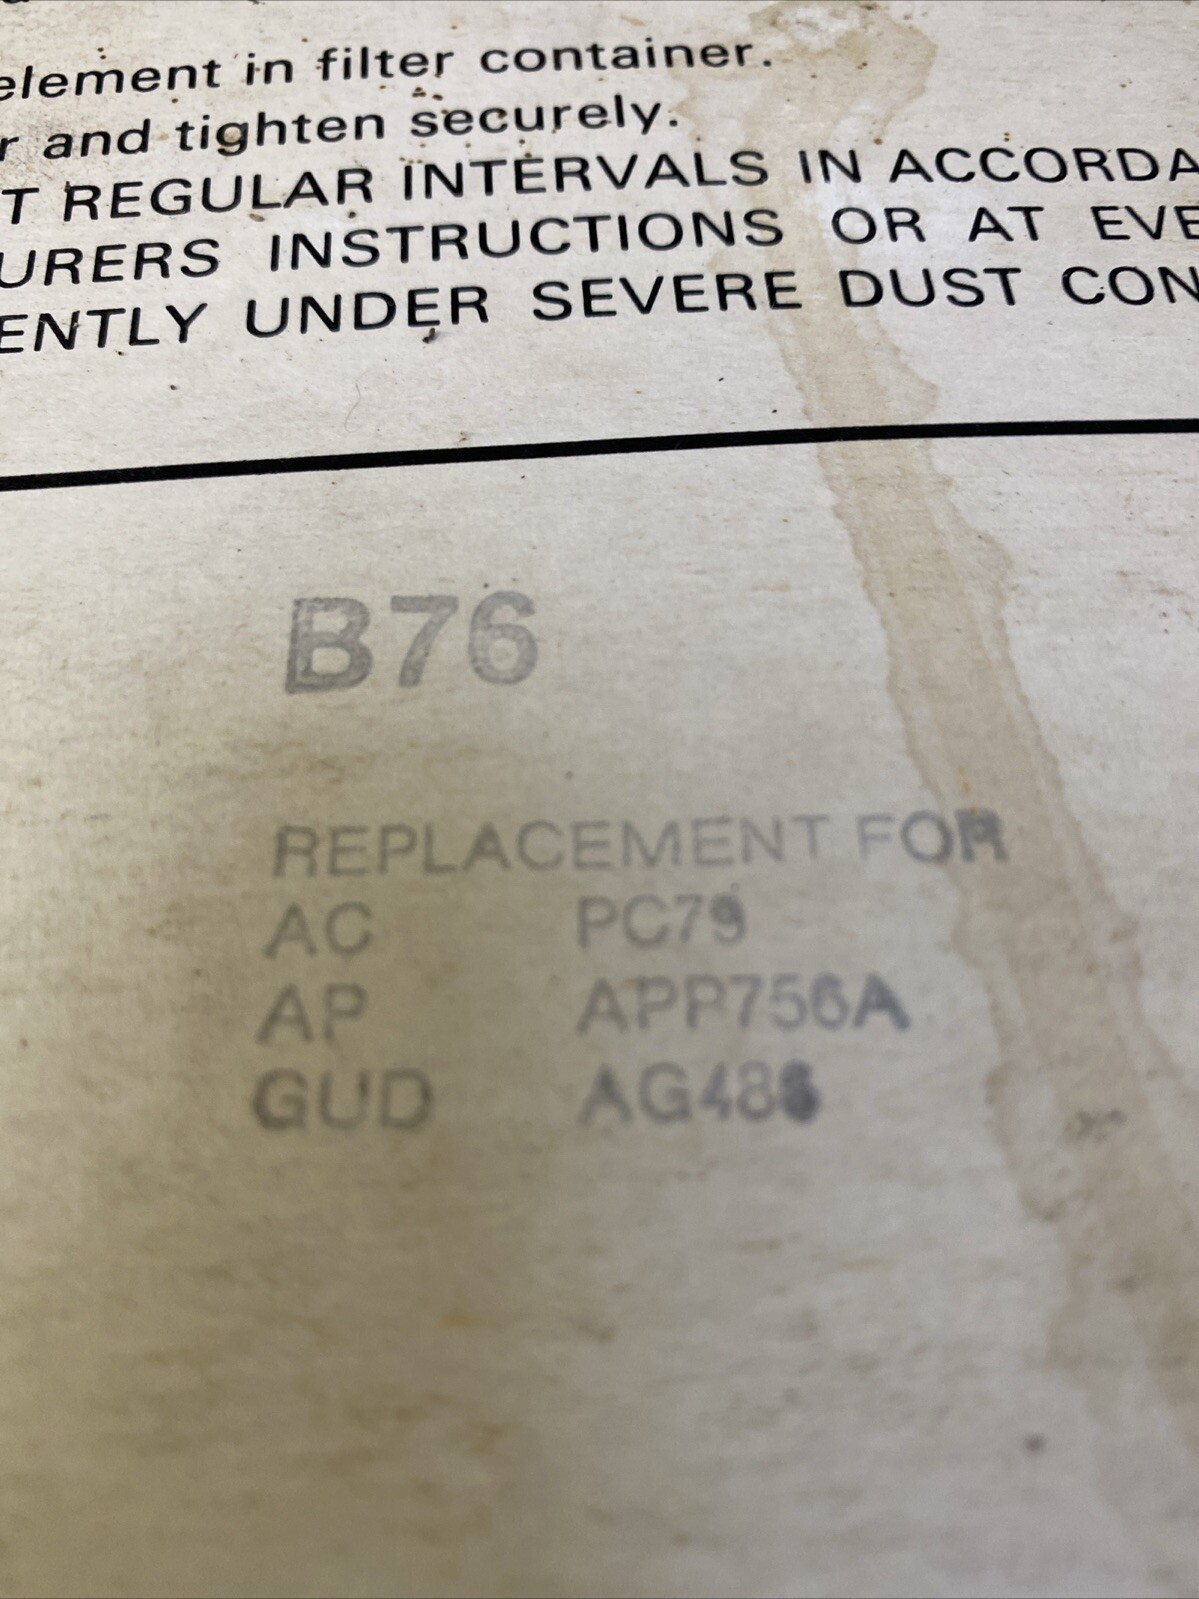 element in filter container.
r and tighten securely.
T REGULAR INTERVALS IN ACCORDA
URERS INSTRUCTIONS OR AT EVE
ENTLY UNDER SEVERE DUST CON
B76
REPLACEMENT FOR
AC PC79
AP APP756A
GUD